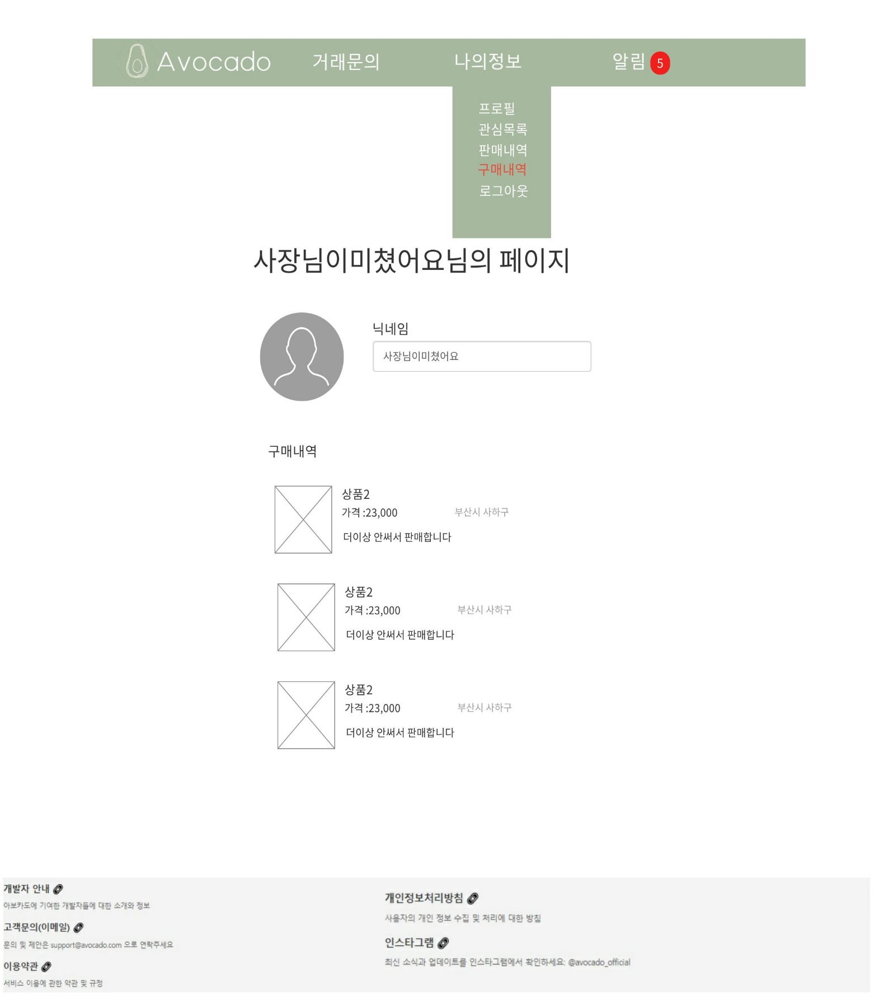 Avocado 거래문의 나의정보 알림 5
프로필
관심목록
판매내역
구매내역
로그아웃
사장님이미쳤어요님의 페이지
닉네임
사장님이미쳤어요
구매내역
상품2
가격 :23,000 부산시 사하구
더이상 안써서 판매합니다
상품2
가격 :23,000 부산시 사하구
더이상 안써서 판매합니다
상품2
가격 :23,000 부산시 사하구
더이상 안써서 판매합니다
개발자 안내
아보카도에 기여한 개발자들에 대한 소개와 정보
고객문의(이메일)
문의 및 제안은 support@avocado.com 으로 연락주세요
이용약관
서비스 이용에 관한 약관 및 규정
개인정보처리방침
사용자의 개인 정보 수집 및 처리에 대한 방침
인스타그램
최신 소식과 업데이트를 인스타그램에서 확인하세요: @avocado_official